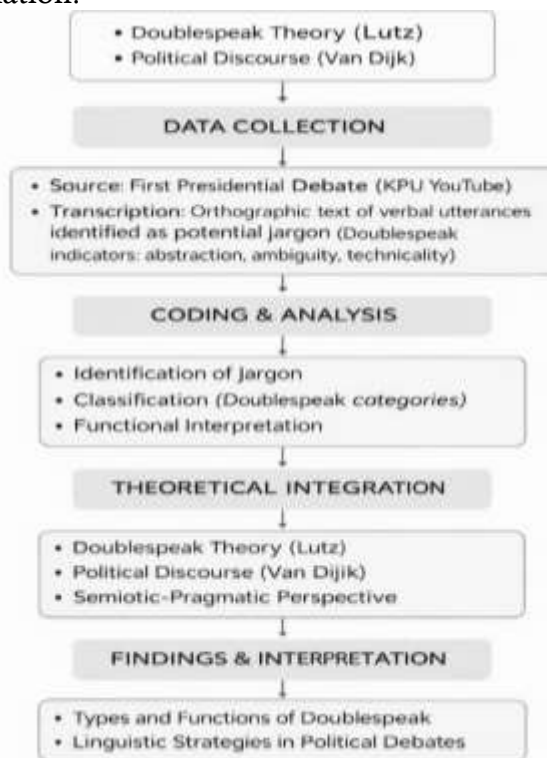 • Doublespeak Theory (Lutz)
• Political Discourse (Van Dijk)
DATA COLLECTION
• Source: First Presidential Debate (KPU YouTube)
• Transcription: Orthographic text of verbal utterances
identified as potential jargon (Doublespeak
indicators: abstraction, ambiguity, technicality)
CODING & ANALYSIS
• Identification of Jargon
• Classification (Doublespeak categories)
• Functional Interpretation
THEORETICAL INTEGRATION
• Doublespeak Theory (Lutz)
• Political Discourse (Van Dijik)
• Semiotic-Pragmatic Perspective
FINDINGS & INTERPRETATION
• Types and Functions of Doublespeak
• Linguistic Strategies in Political Debates